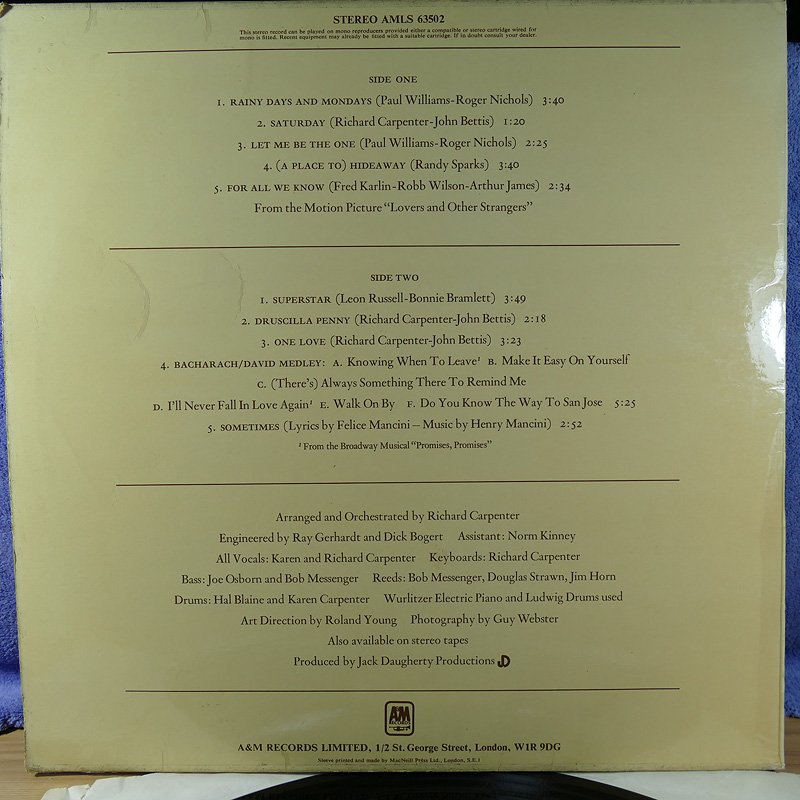 STEREO AMLS 63502
This stereo record can be played on mono reproducers provided either a compatible or stereo cartridge wired for
mono is fitted. Recent equipment may already be fitted with a suitable cartridge. If in doubt consult your dealer.
SIDE ONE
1. RAINY DAYS AND MONDAYS (Paul Williams-Roger Nichols) 3:40
2. SATURDAY (Richard Carpenter-John Bettis) 1:20
3. LET ME BE THE ONE (Paul Williams-Roger Nichols) 2:25
4. (A PLACE TO) HIDEAWAY (Randy Sparks) 3:40
5. FOR ALL WE KNOW (Fred Karlin-Robb Wilson-Arthur James) 2:34
From the Motion Picture "Lovers and Other Strangers"
SIDE TWO
1. SUPERSTAR (Leon Russell-Bonnie Bramlett) 3:49
2. DRUSCILLA PENNY (Richard Carpenter-John Bettis) 2:18
3. ONE LOVE (Richard Carpenter-John Bettis) 3:23
4. BACHARACH/DAVID MEDLEY: A. Knowing When To Leave¹ B. Make It Easy On Yourself
C. (There's) Always Something There To Remind Me
D. I'll Never Fall In Love Again¹ E. Walk On By F. Do You Know The Way To San Jose 5:25
5. SOMETIMES (Lyrics by Felice Mancini – Music by Henry Mancini) 2:52
¹ From the Broadway Musical "Promises, Promises"
Arranged and Orchestrated by Richard Carpenter
Engineered by Ray Gerhardt and Dick Bogert Assistant: Norm Kinney
All Vocals: Karen and Richard Carpenter Keyboards: Richard Carpenter
Bass: Joe Osborn and Bob Messenger Reeds: Bob Messenger, Douglas Strawn, Jim Horn
Drums: Hal Blaine and Karen Carpenter Wurlitzer Electric Piano and Ludwig Drums used
Art Direction by Roland Young Photography by Guy Webster
Also available on stereo tapes
Produced by Jack Daugherty Productions JD
A&M
RECORDS
A&M RECORDS LIMITED, 1/2 St. George Street, London, W1R 9DG
Sleeve printed and made by MacNeill Press Ltd., London, S.E.1